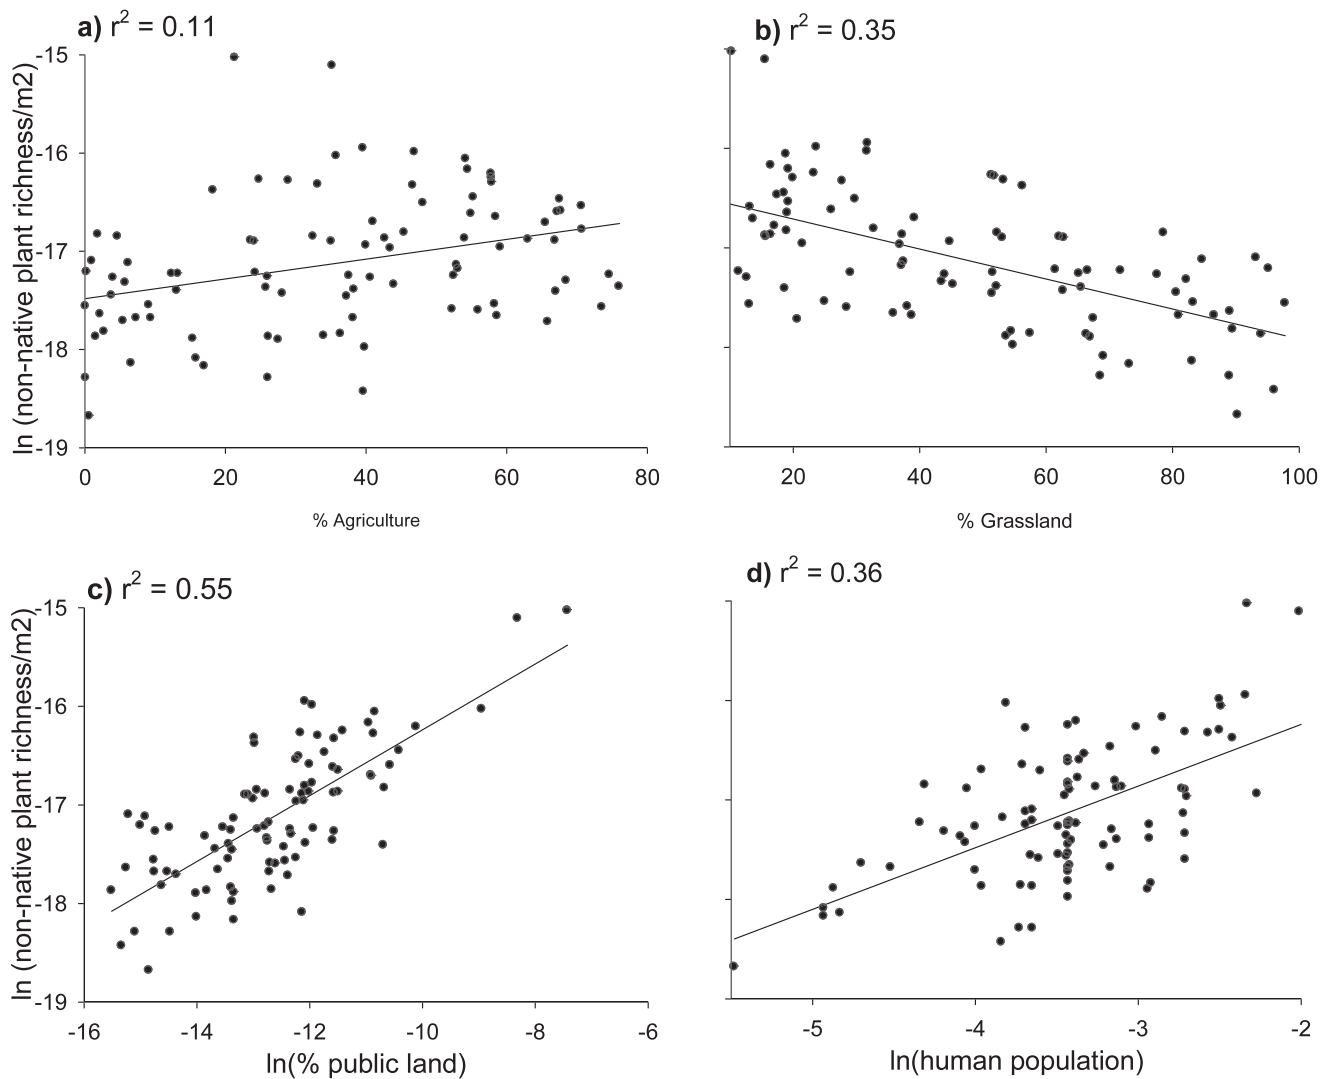 a) r2 = 0.11
b) r2 = 0.35
ln (non-native plant richness/m2)
-15
-16
-17
-18
-19
0 20 40 60 80
20 40 60 80 100
% Agriculture
% Grassland
c) r2 = 0.55
d) r2 = 0.36
ln (non-native plant richness/m2)
-15
-16
-17
-18
-19
-16 -14 -12 -10 -8 -6
-5 -4 -3 -2
ln(% public land)
ln(human population)